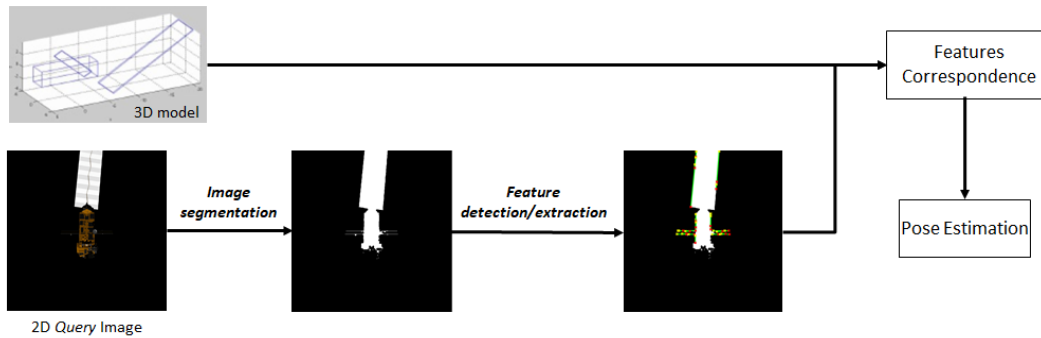 3D model
Features
Correspondence
Image
segmentation
Feature
detection/extraction
Pose Estimation
2D Query Image